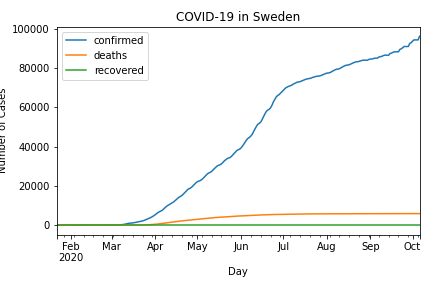 COVID-19 in Sweden
100000
80000
60000
40000
20000
0
Number of Cases
confirmed
deaths
recovered
Feb Mar Apr May Jun Jul Aug Sep Oct
2020
Day